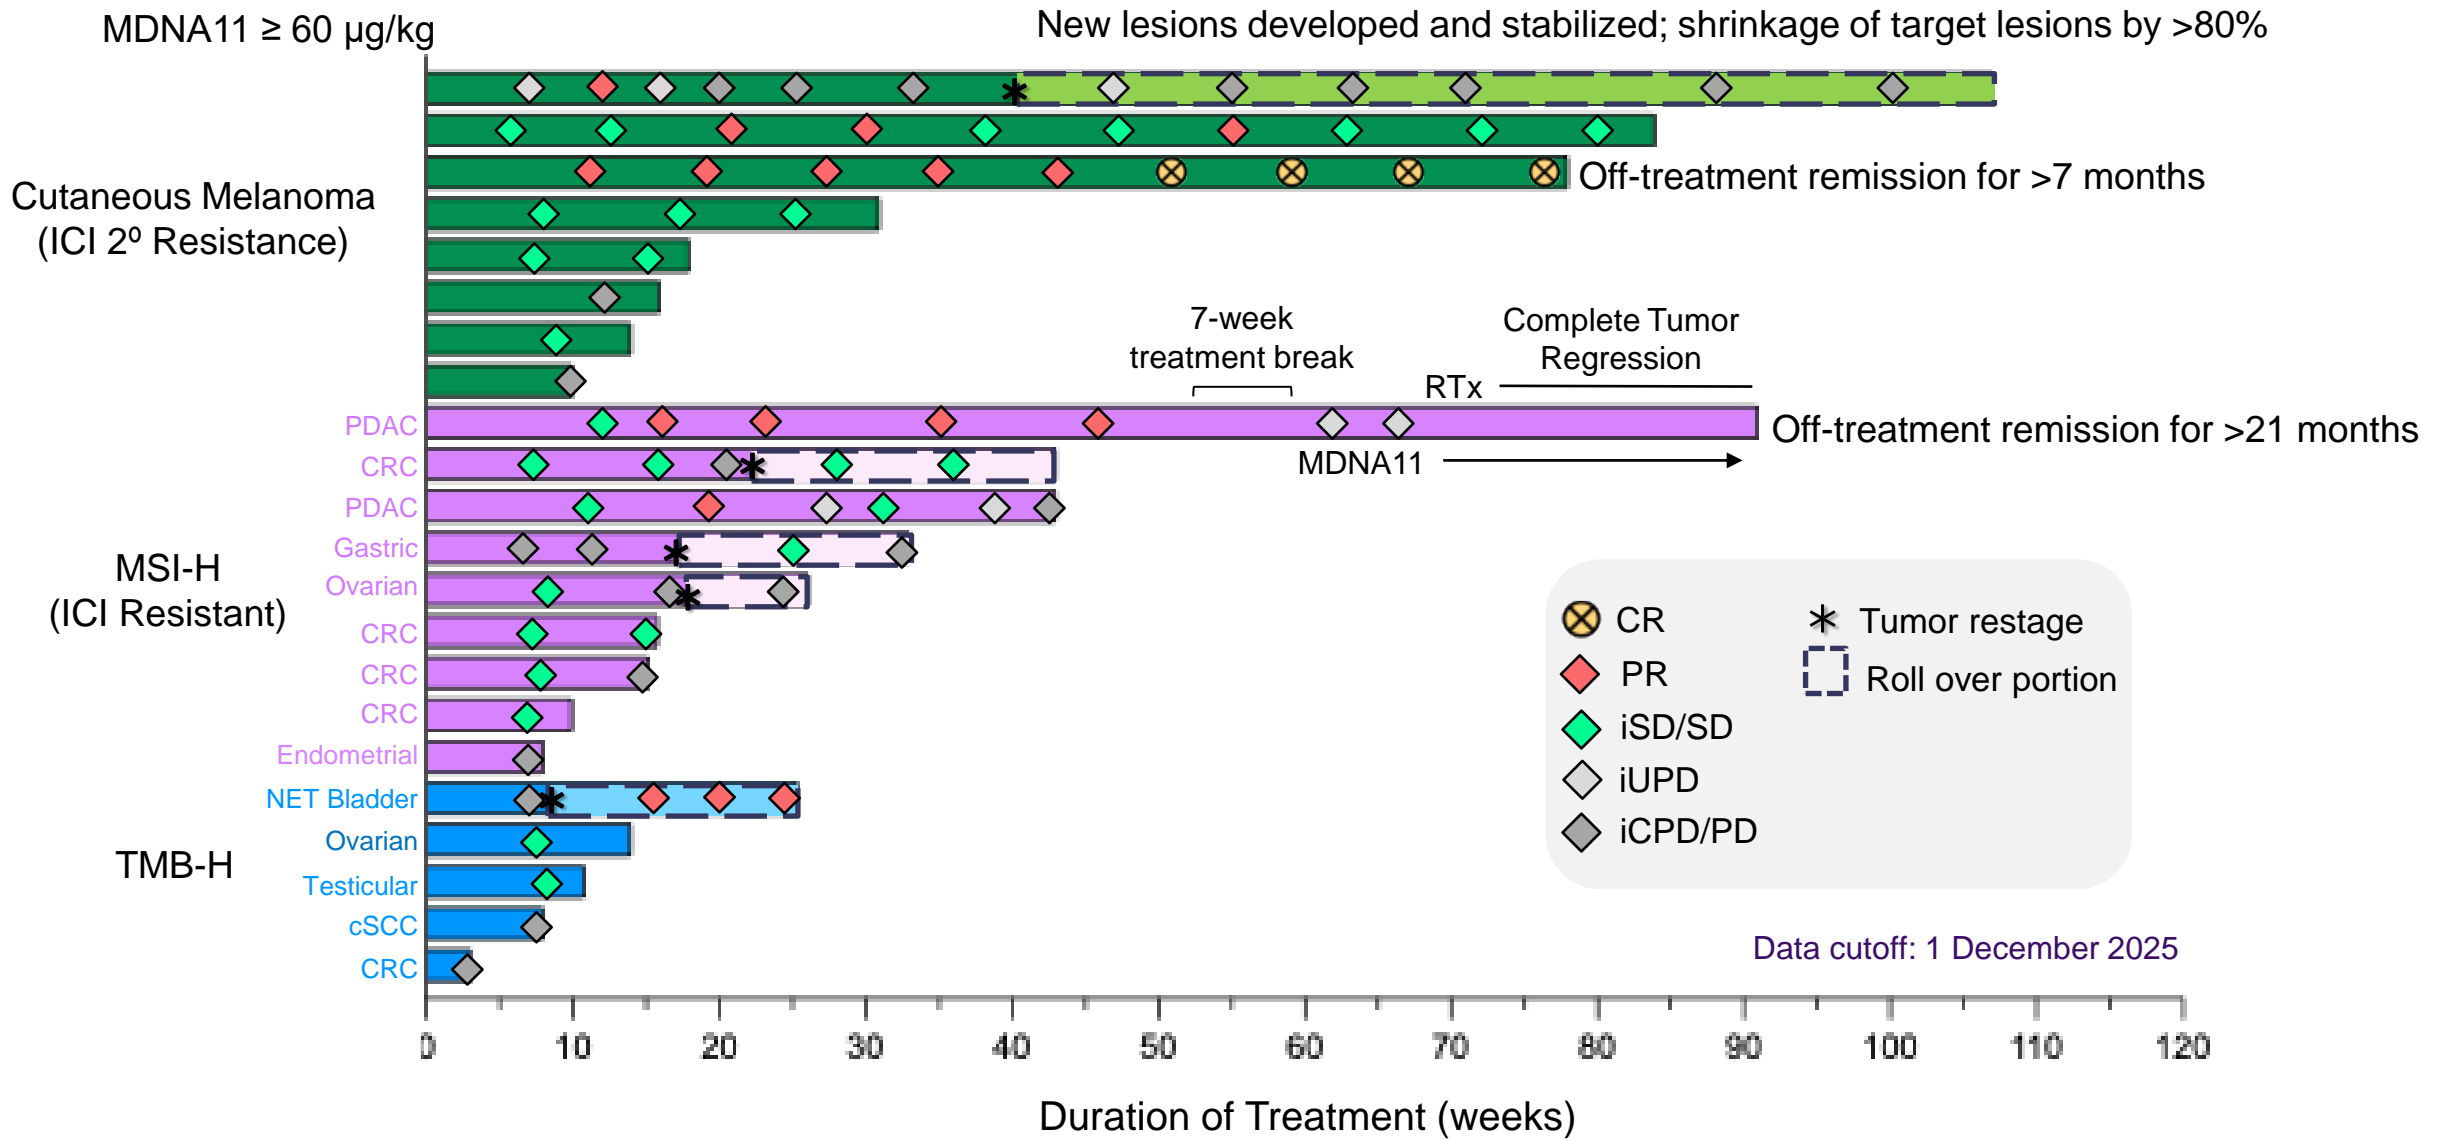 MDNA11 ≥ 60 µg/kg
New lesions developed and stabilized; shrinkage of target lesions by >80%
Off-treatment remission for >7 months
Cutaneous Melanoma
(ICI 2⁰ Resistance)
7-week
treatment break
Complete Tumor
Regression
RTx
PDAC
Off-treatment remission for >21 months
CRC
MDNA11
PDAC
Gastric
MSI-H
(ICI Resistant)
Ovarian
CRC
CRC
CRC
Endometrial
NET Bladder
Ovarian
TMB-H
Testicular
cSCC
CRC
CR
PR
iSD/SD
iUPD
iCPD/PD
Tumor restage
Roll over portion
Data cutoff: 1 December 2025
0 10 20 30 40 50 60 70 80 90 100 110 120
Duration of Treatment (weeks)